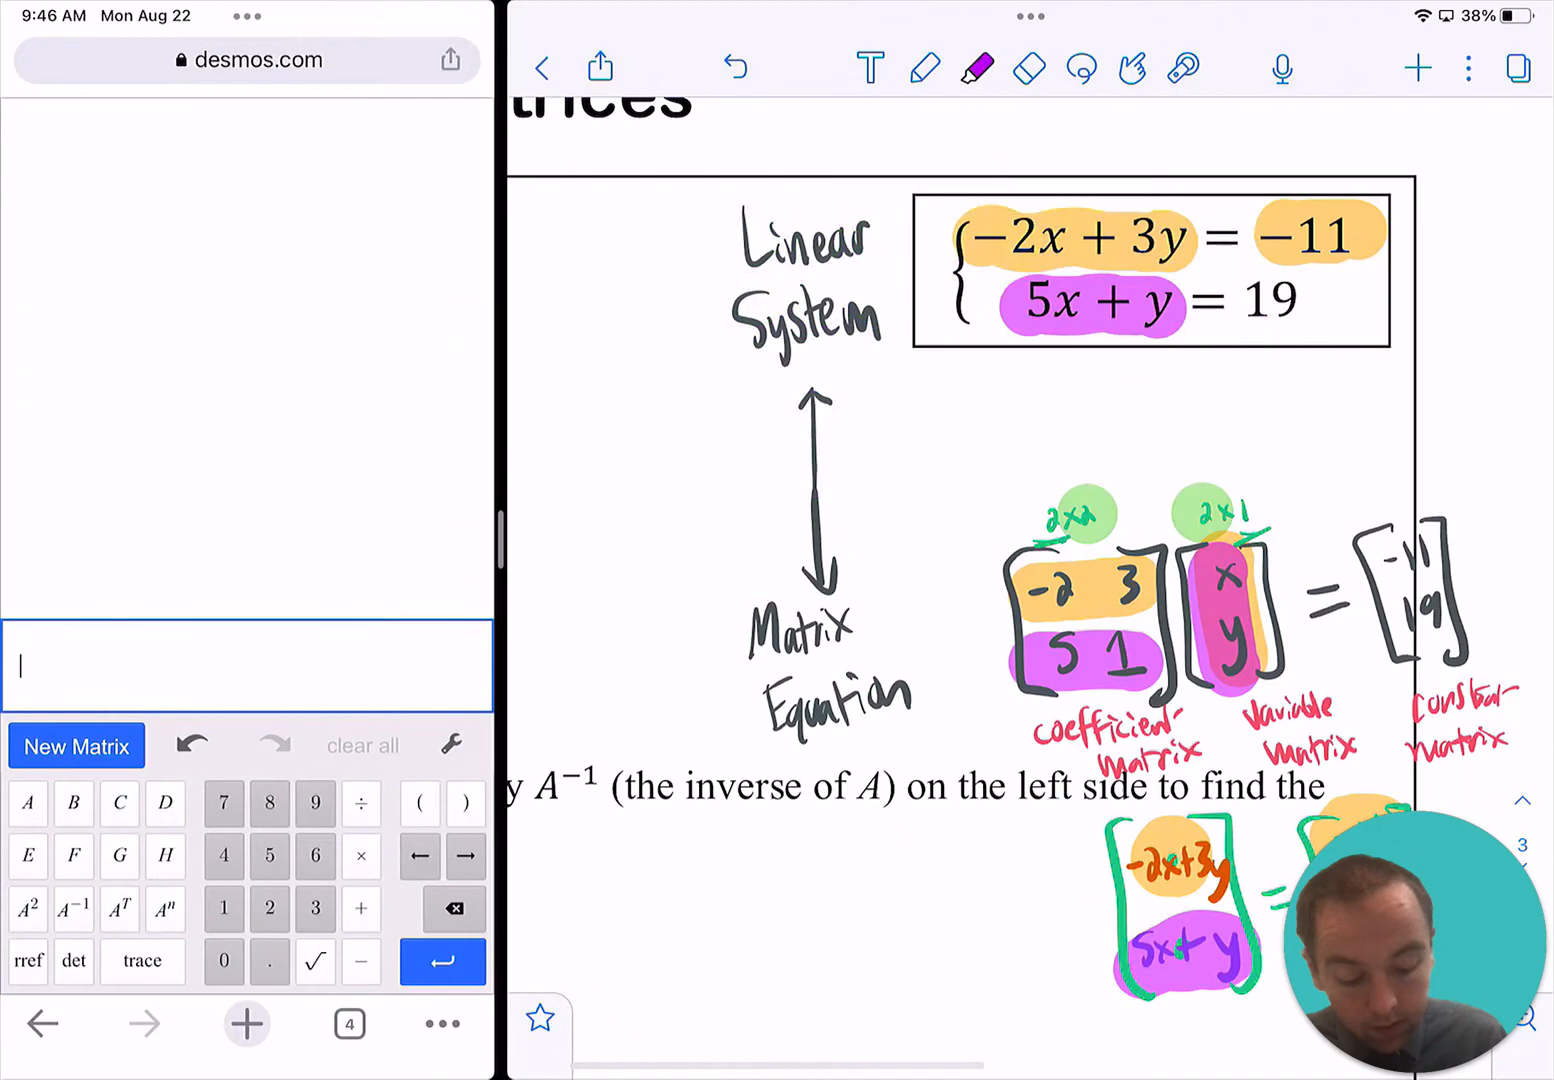 9:46 AM Mon Aug 22
38%
desmos.com
trices
Linear
System
−2x + 3y = −11
5x + y = 19
2x2 2x1
-2 3 x = -11
5 1 y 19
Matrix
Equation
coefficient matrix
variable matrix
constant matrix
y A⁻¹ (the inverse of A) on the left side to find the
-2x+3y =
5x+y
3
New Matrix
clear all
A B C D 7 8 9 ÷ ( )
E F G H 4 5 6 × ← →
A² A⁻¹ Aᵀ Aⁿ 1 2 3 +
rref det trace 0 . √ −
4